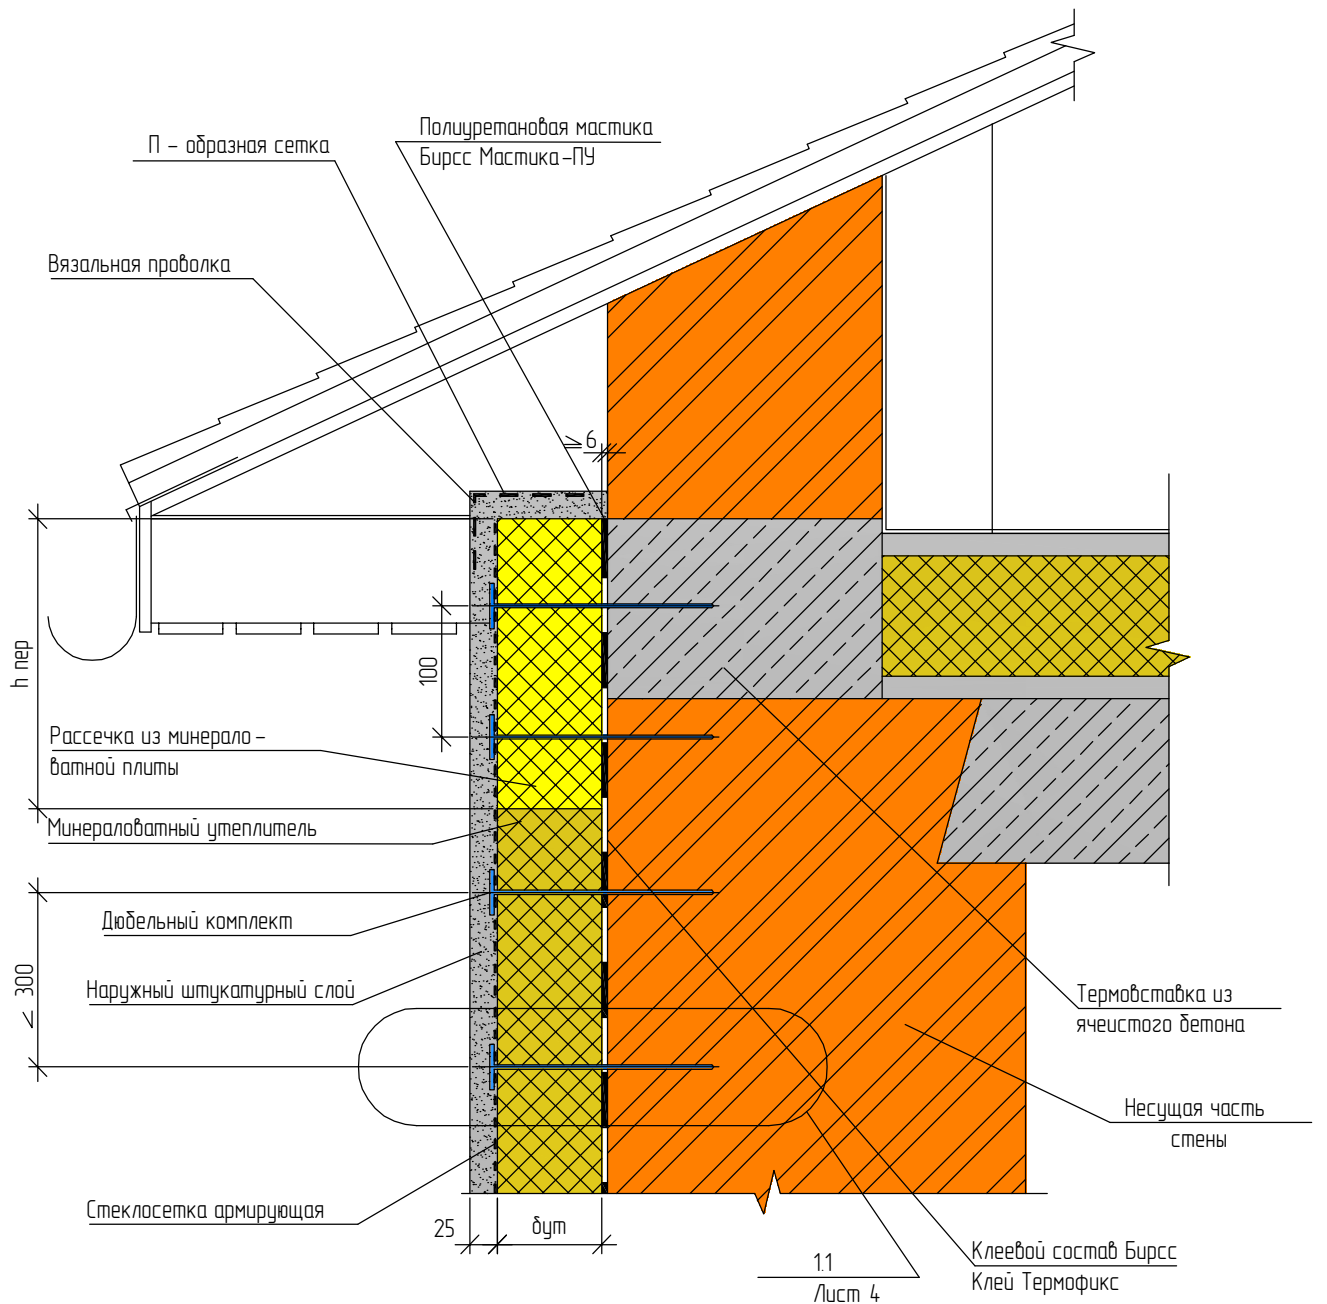 Полиуретановая мастика
Бирсс Мастика-ПУ
П - образная сетка
Вязальная проволка
≥6
h пер
100
Рассечка из минерало-
ватной плиты
Минераловатный утеплитель
Дюбельный комплект
∠ 300
Наружный штукатурный слой
Термовставка из
ячеистого бетона
Несущая часть
стены
Стеклосетка армирующая
25
δут
1.1
Лист 4
Клеевой состав Бирсс
Клей Термофикс